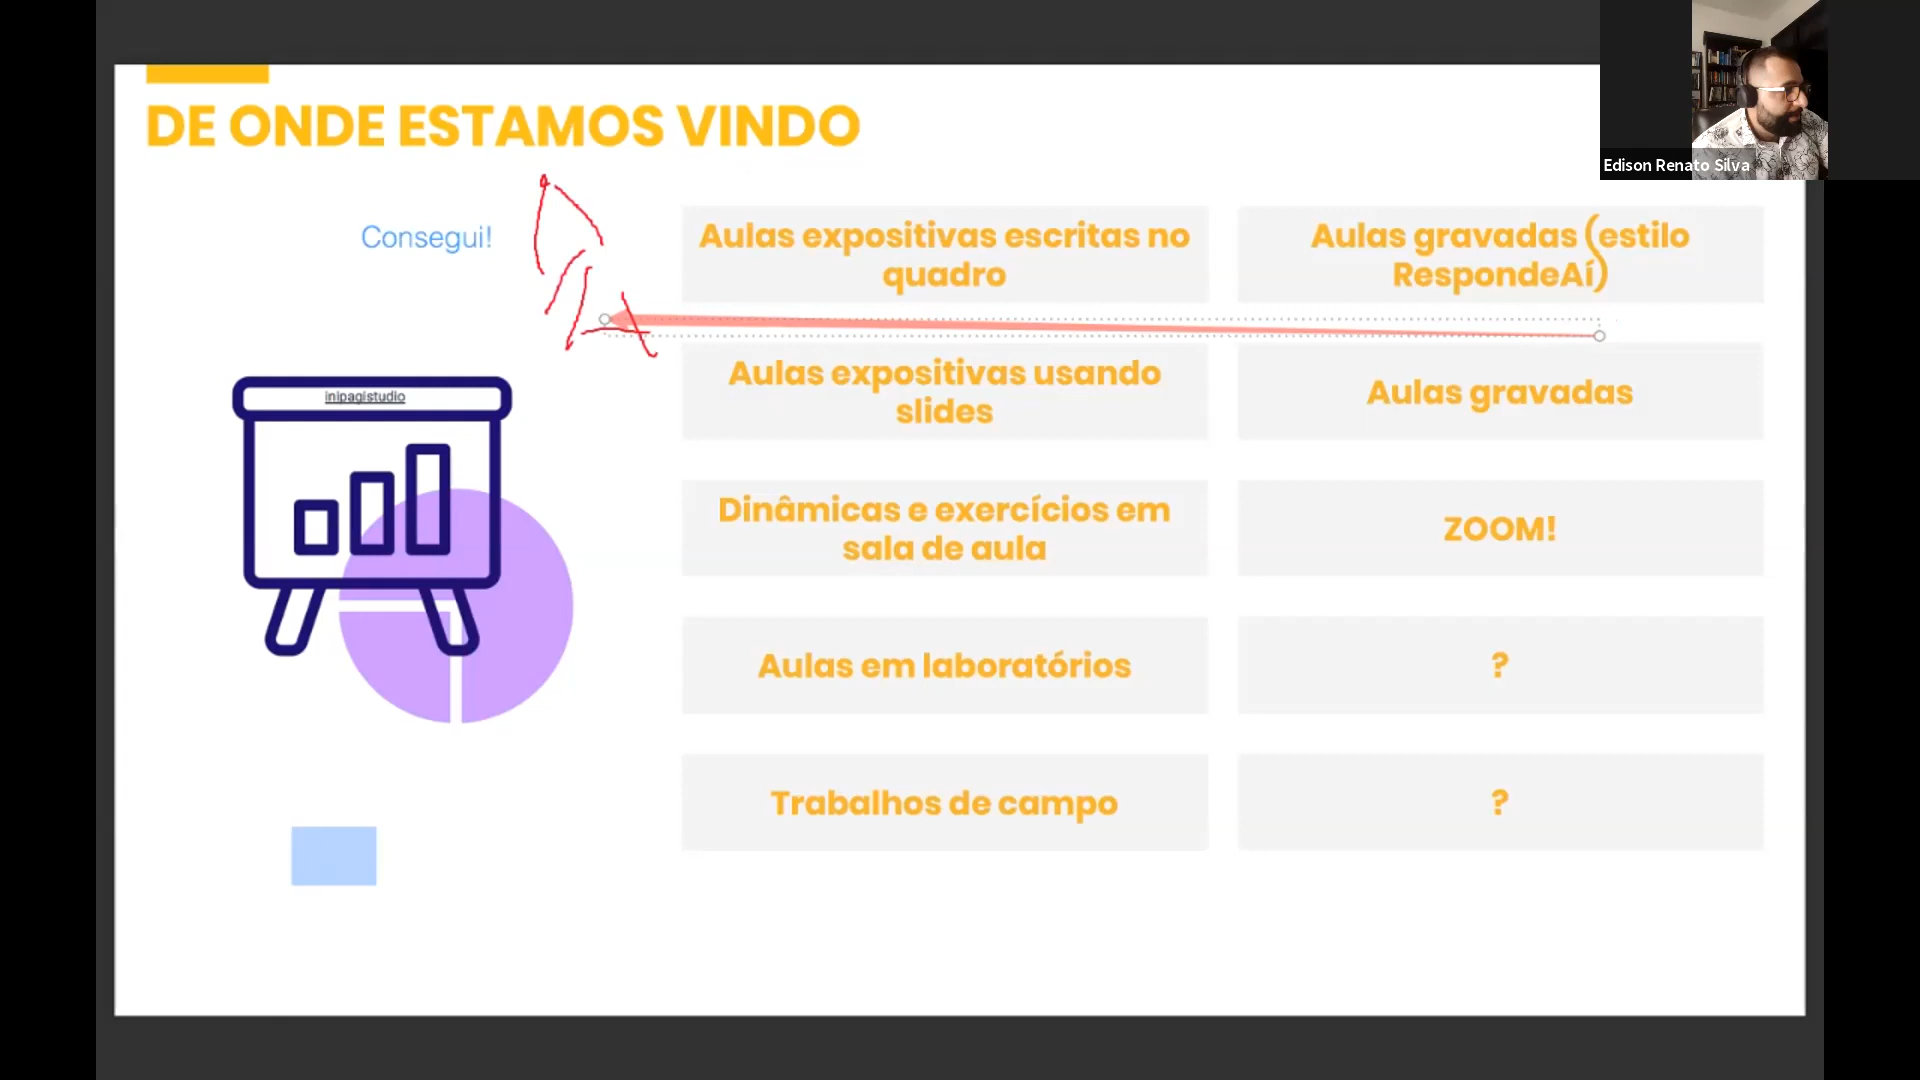 DE ONDE ESTAMOS VINDO
Edison Renato Silva
Consegui!
Aulas expositivas escritas no
quadro
Aulas gravadas (estilo
RespondeAí)
inipagistudio
Aulas expositivas usando
slides
Aulas gravadas
Dinâmicas e exercícios em
sala de aula
ZOOM!
Aulas em laboratórios
?
Trabalhos de campo
?